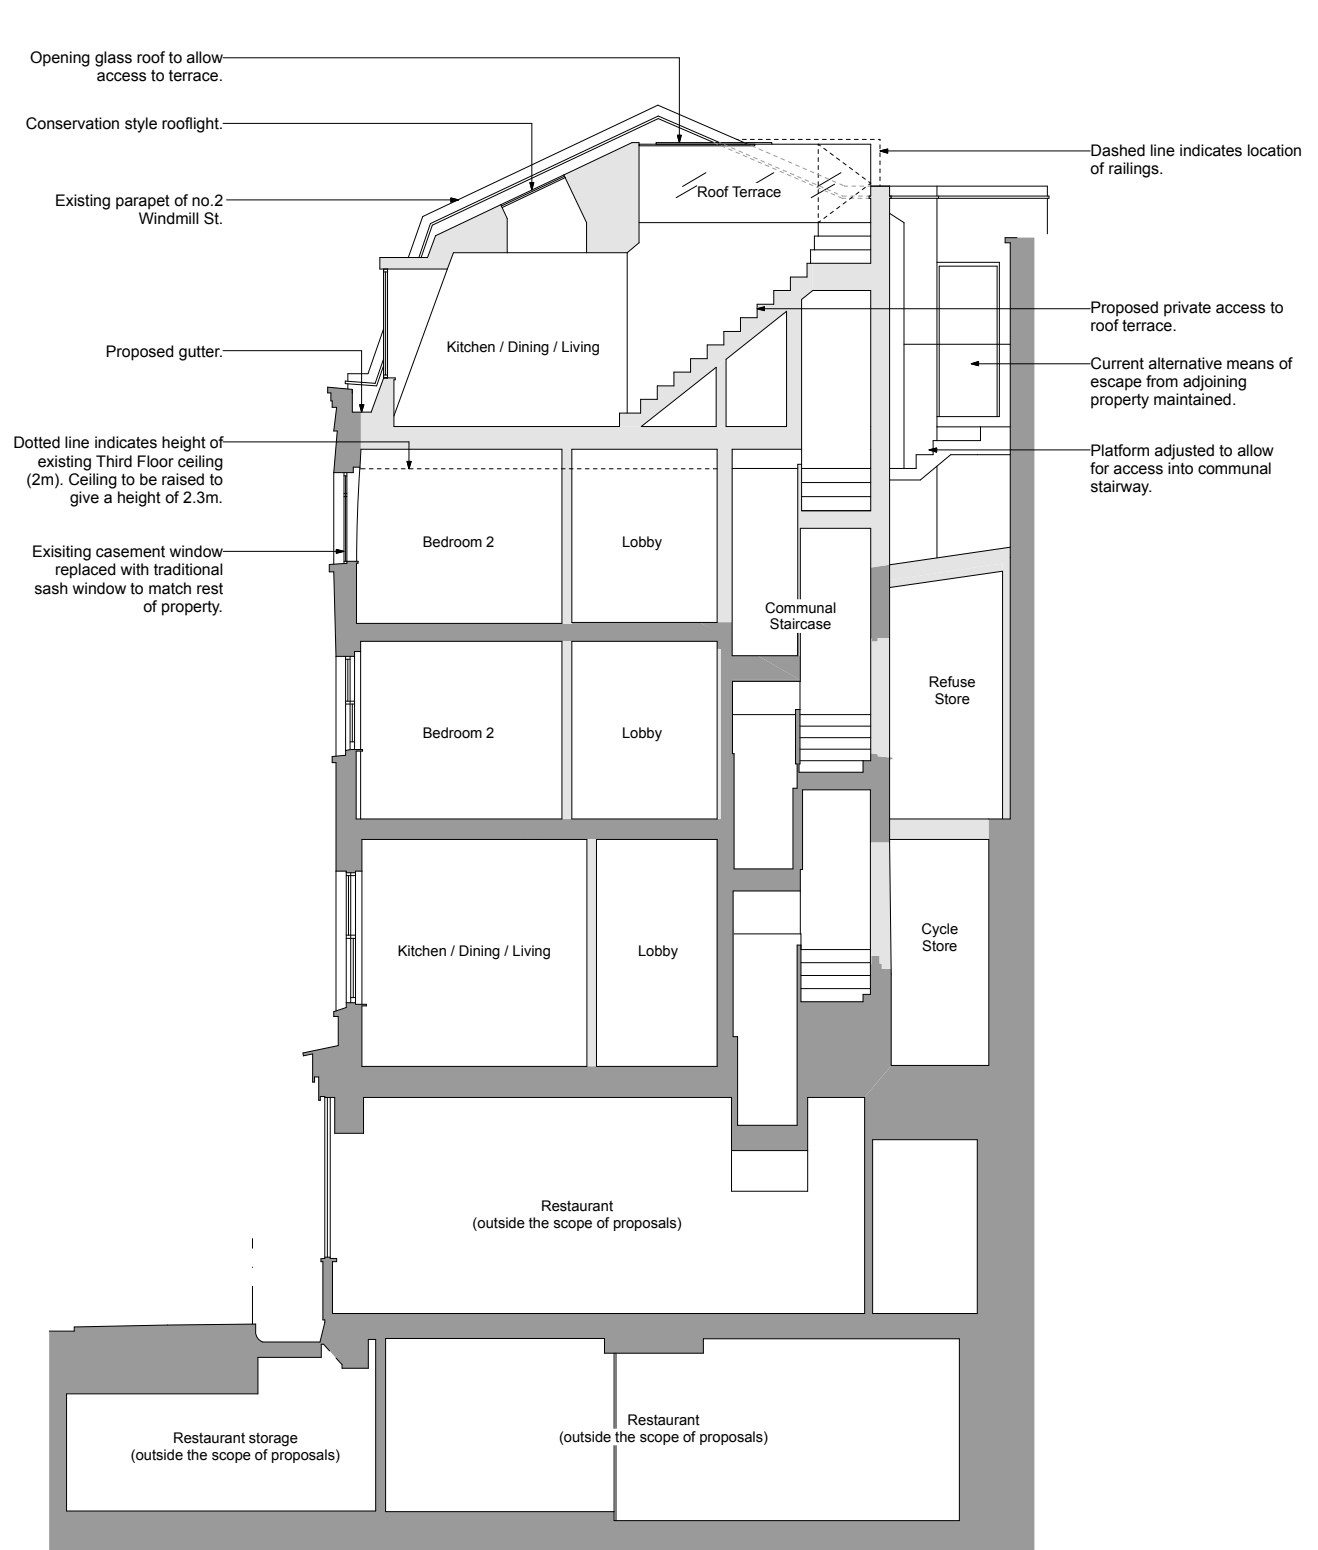 Opening glass roof to allow
access to terrace.
Conservation style rooflight.
Existing parapet of no.2
Windmill St.
Dashed line indicates location
of railings.
Roof Terrace
Proposed private access to
roof terrace.
Proposed gutter.
Kitchen / Dining / Living
Current alternative means of
escape from adjoining
property maintained.
Dotted line indicates height of
existing Third Floor ceiling
(2m). Ceiling to be raised to
give a height of 2.3m.
Platform adjusted to allow
for access into communal
stairway.
Exisiting casement window
replaced with traditional
sash window to match rest
of property.
Bedroom 2
Lobby
Communal
Staircase
Refuse
Store
Bedroom 2
Lobby
Kitchen / Dining / Living
Lobby
Cycle
Store
Restaurant
(outside the scope of proposals)
Restaurant storage
(outside the scope of proposals)
Restaurant
(outside the scope of proposals)